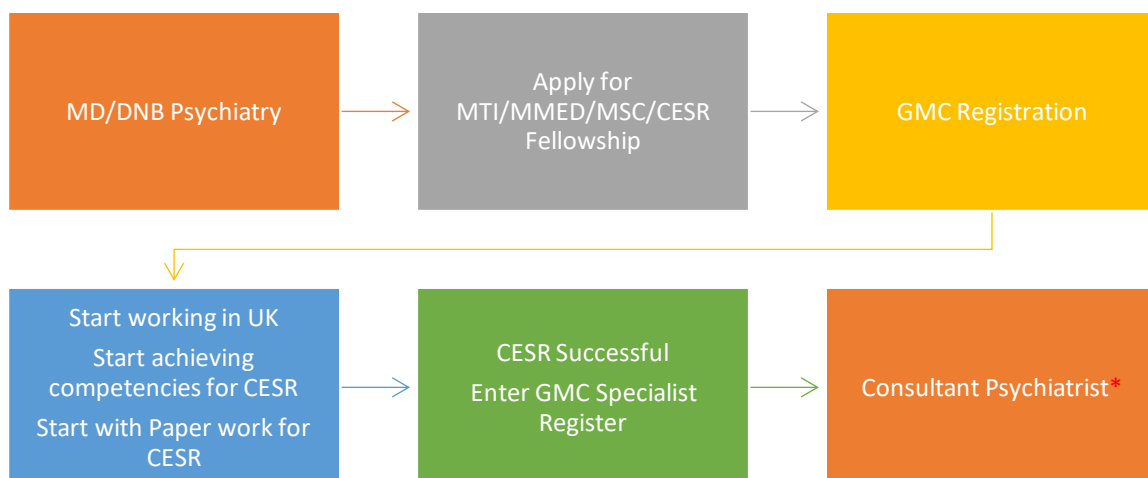 MD/DNB Psychiatry
Apply for
MTI/MMED/MSC/CESR
Fellowship
GMC Registration
Start working in UK
Start achieving
competencies for CESR
Start with Paper work for
CESR
CESR Successful
Enter GMC Specialist
Register
Consultant Psychiatrist*